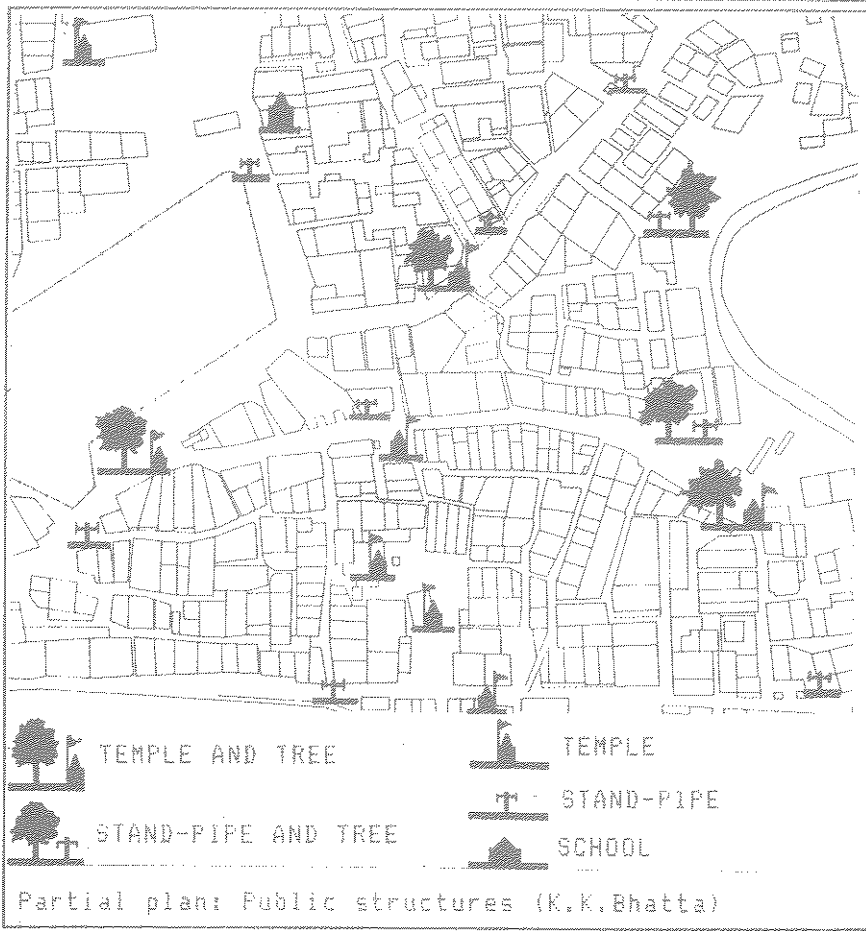 TEMPLE AND TREE
STAND-PIPE AND TREE
TEMPLE
STAND-PIPE
SCHOOL
Partial plan: Public structures (K.K.Bhatta)